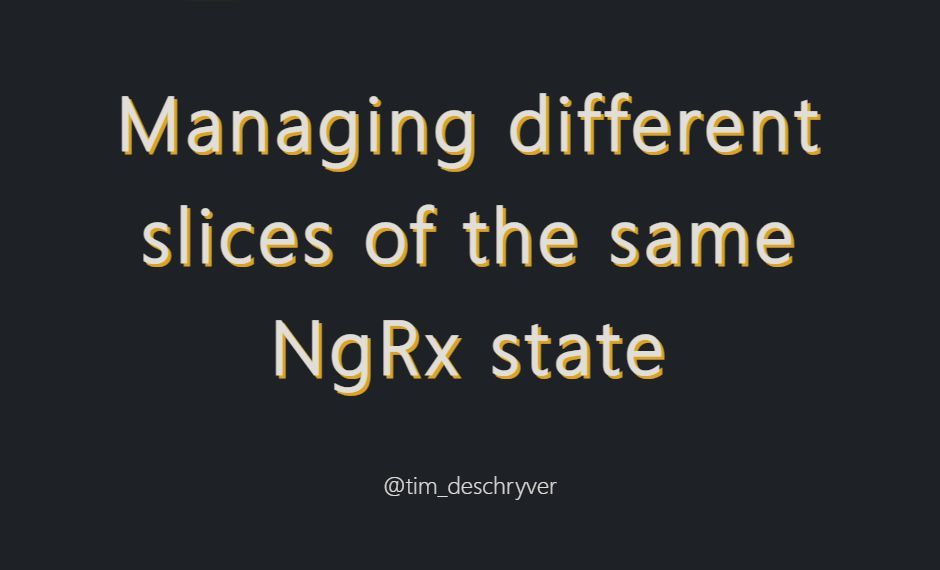 Managing different
slices of the same
NgRx state
@tim_deschryver